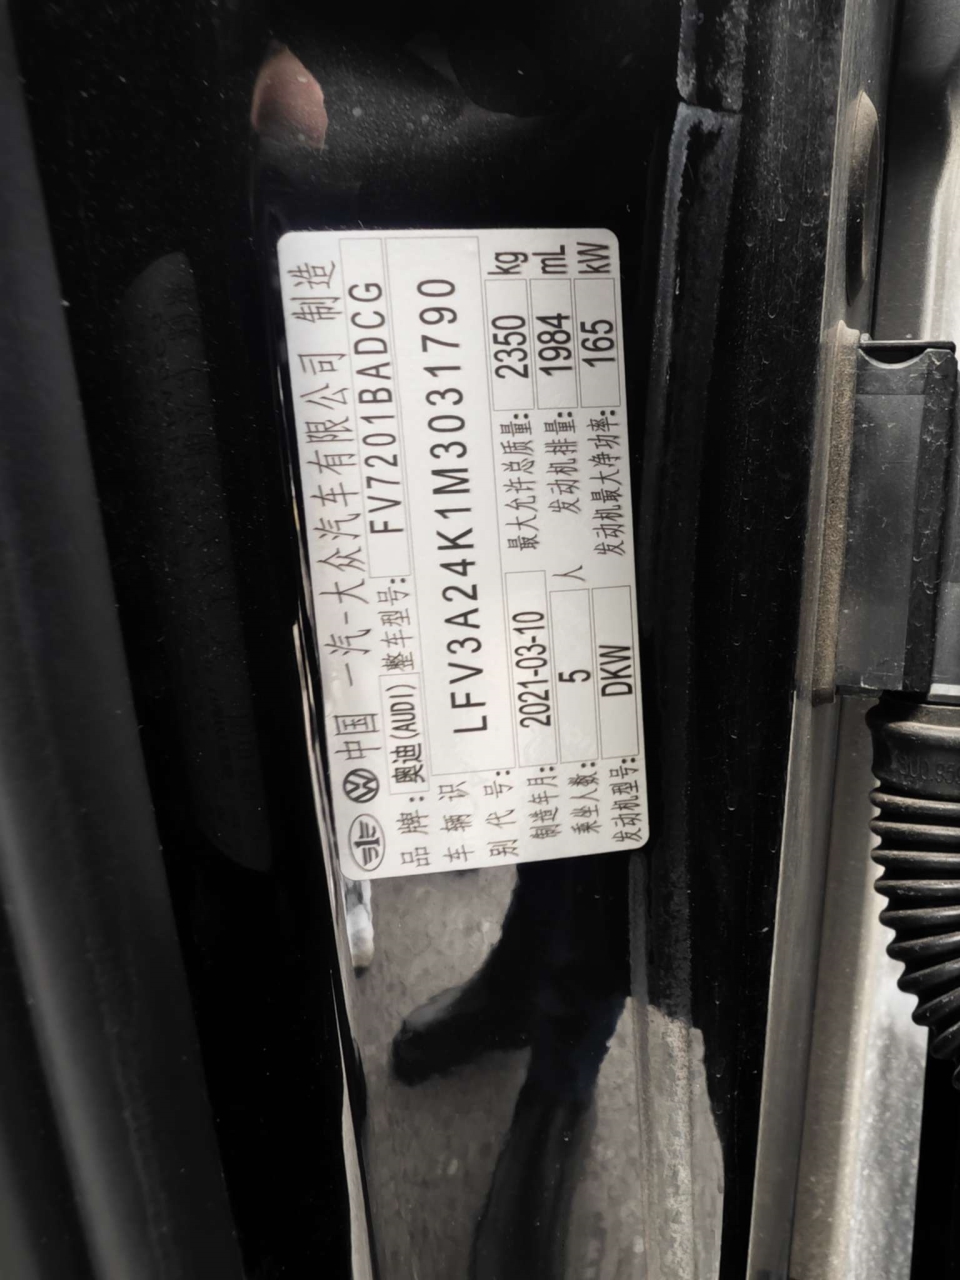 中国 一汽-大众汽车有限公司 制造
品牌: 奥迪(AUDI) 整车型号: FV7201BADCG
车辆识别代号: LFV3A24K1M3031790
制造年月: 2021-03-10 最大允许总质量: 2350 kg
乘坐人数: 5 人 发动机排量: 1984 mL
发动机型号: DKW 发动机最大净功率: 165 kW